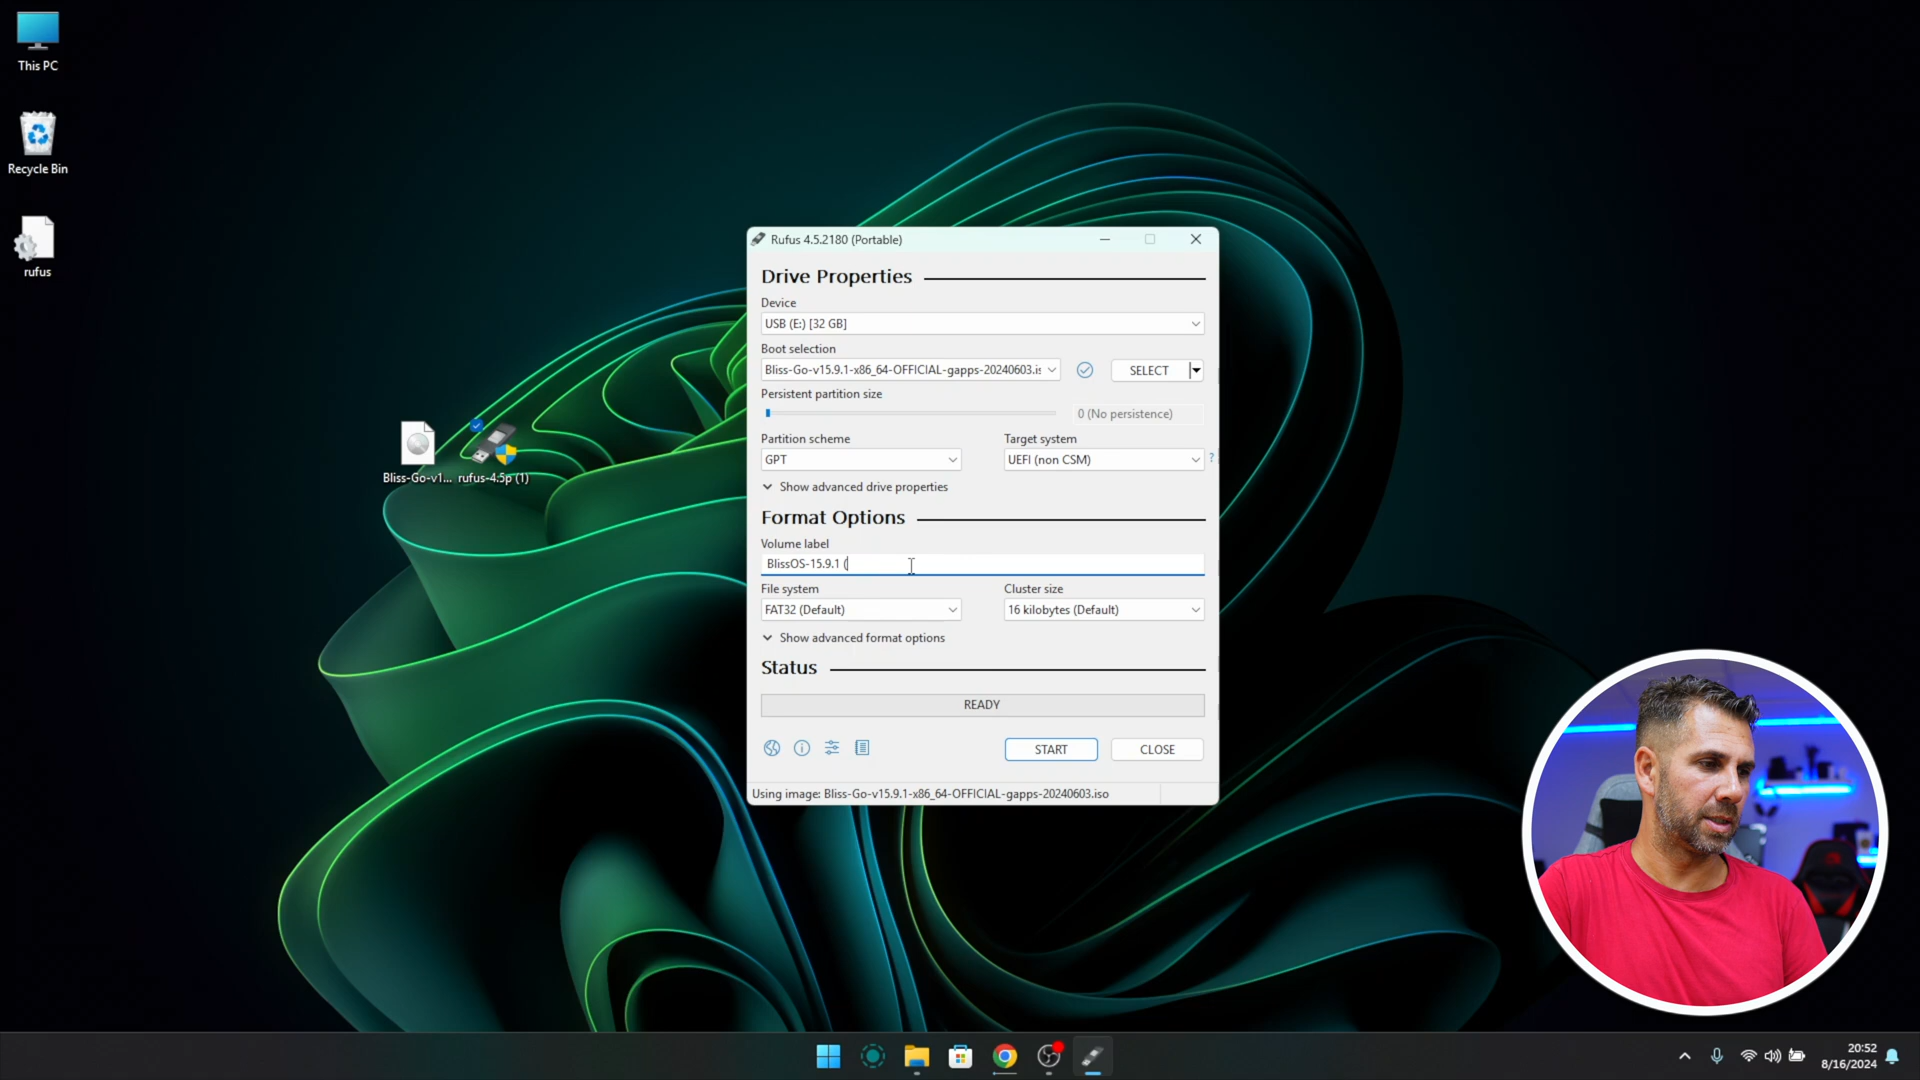 This PC
Recycle Bin
rufus
Bliss-Go-v1...
rufus-4.5p (1)
Rufus 4.5.2180 (Portable)
Drive Properties
Device
USB (E:) [32 GB]
Boot selection
Bliss-Go-v15.9.1-x86_64-OFFICIAL-gapps-20240603.is
SELECT
Persistent partition size
0 (No persistence)
Partition scheme
Target system
GPT
UEFI (non CSM)
?
Show advanced drive properties
Format Options
Volume label
BlissOS-15.9.1 (
File system
Cluster size
FAT32 (Default)
16 kilobytes (Default)
Show advanced format options
Status
READY
START
CLOSE
Using image: Bliss-Go-v15.9.1-x86_64-OFFICIAL-gapps-20240603.iso
20:52
8/16/2024